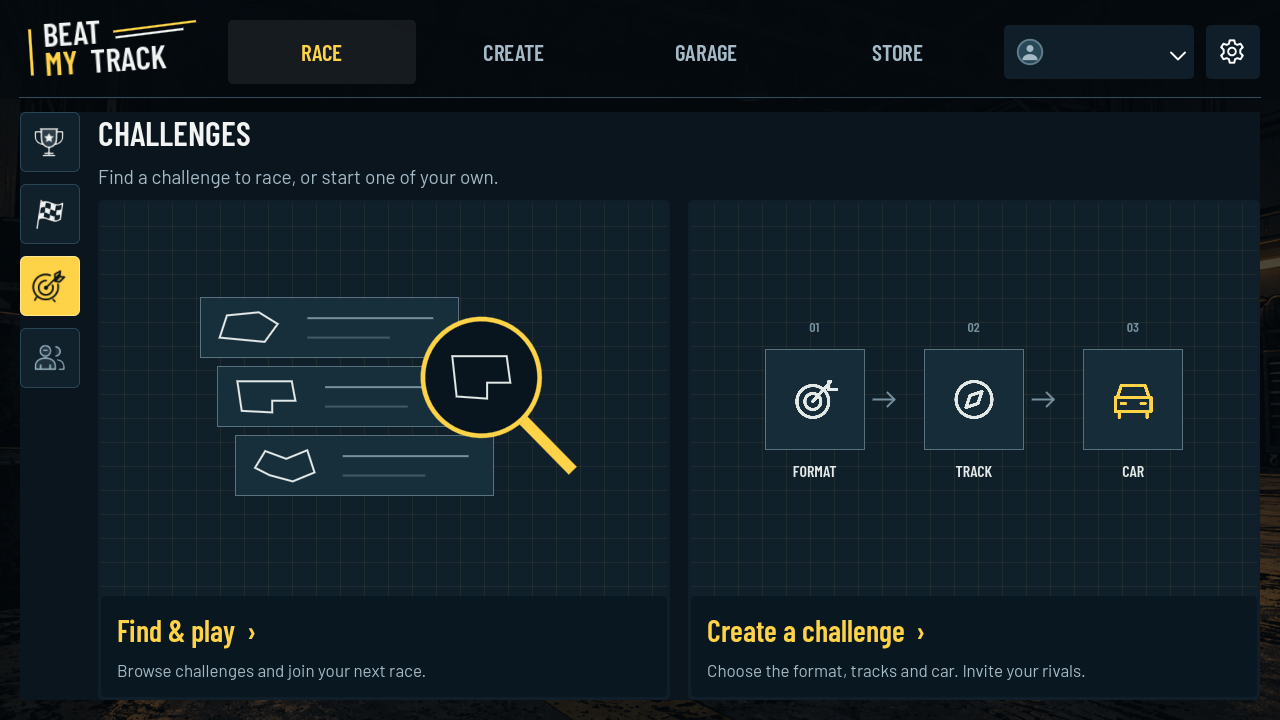 BEAT
MY TRACK
RACE
CREATE
GARAGE
STORE
CHALLENGES
Find a challenge to race, or start one of your own.
01
02
03
FORMAT
TRACK
CAR
Find & play ›
Browse challenges and join your next race.
Create a challenge ›
Choose the format, tracks and car. Invite your rivals.